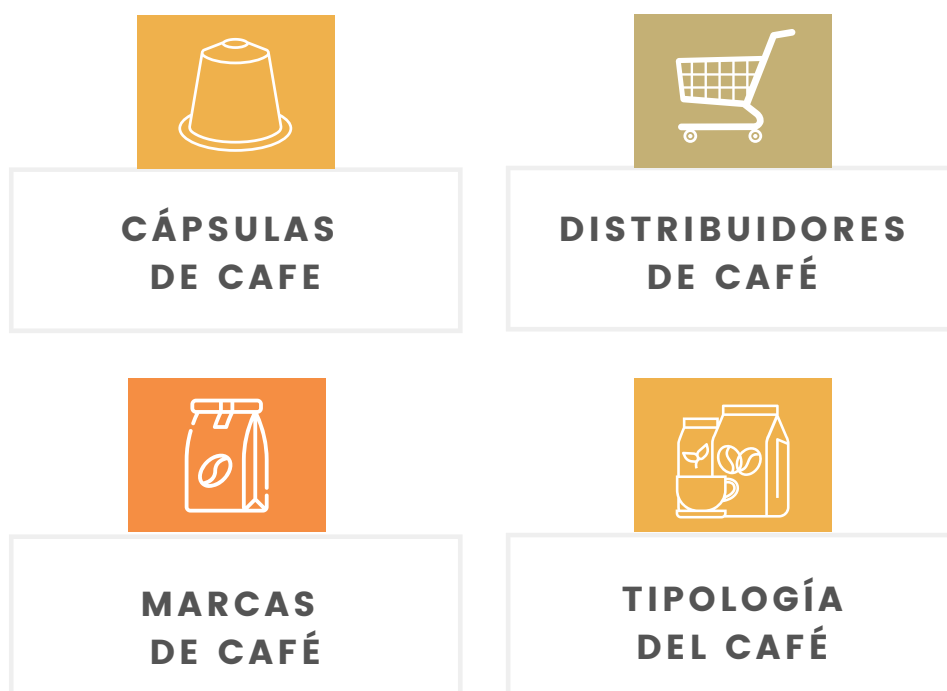 CÁPSULAS
DE CAFE
DISTRIBUIDORES
DE CAFÉ
MARCAS
DE CAFÉ
TIPOLOGÍA
DEL CAFÉ